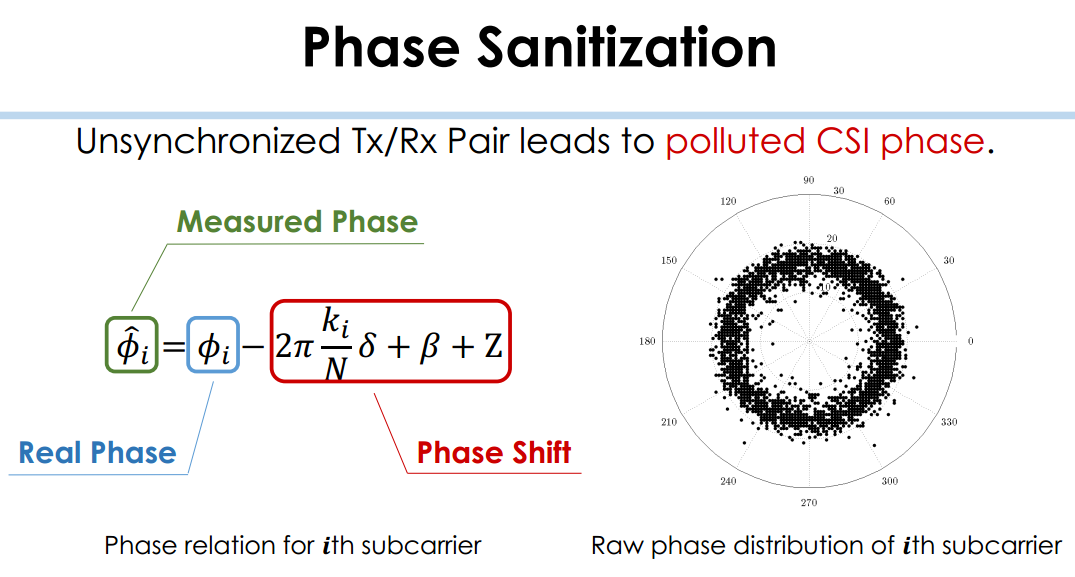 Phase Sanitization
Unsynchronized Tx/Rx Pair leads to polluted CSI phase.
Measured Phase
φ̂ᵢ = ϕᵢ − 2π kᵢ/N δ + β + Z
Real Phase
Phase Shift
Phase relation for ith subcarrier
90
30
120
60
20
150
30
10
180
0
210
330
240
300
270
Raw phase distribution of ith subcarrier